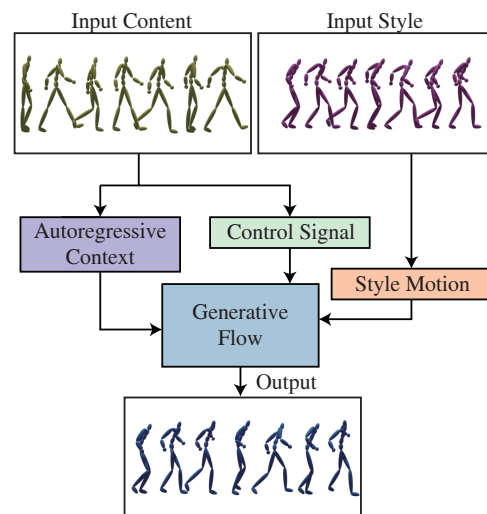 Input Content
Input Style
Autoregressive
Context
Control Signal
Style Motion
Generative
Flow
Output